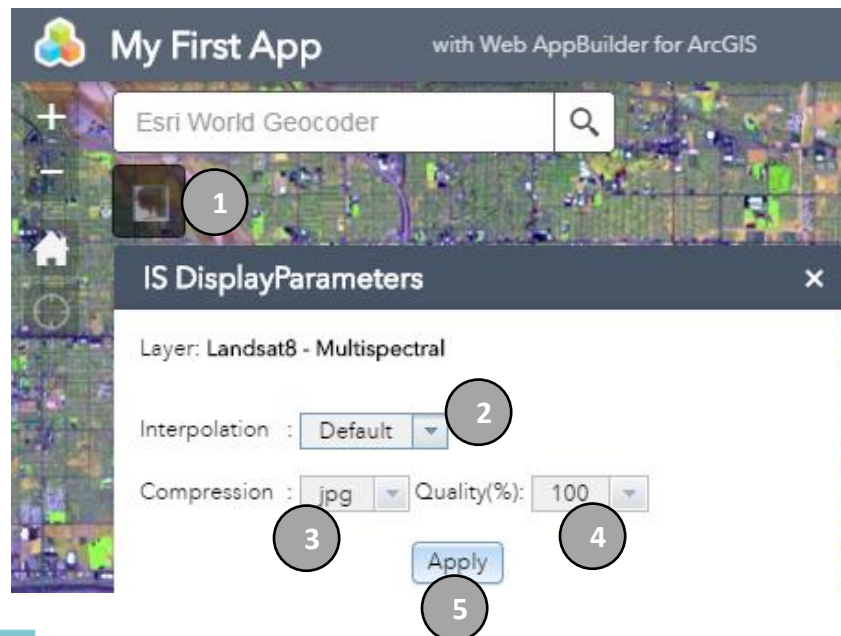 My First App with Web AppBuilder for ArcGIS
+ Esri World Geocoder
−
1
IS DisplayParameters ×
Layer: Landsat8 - Multispectral
2
Interpolation : Default
Compression : jpg Quality(%): 100
3 4
Apply
5